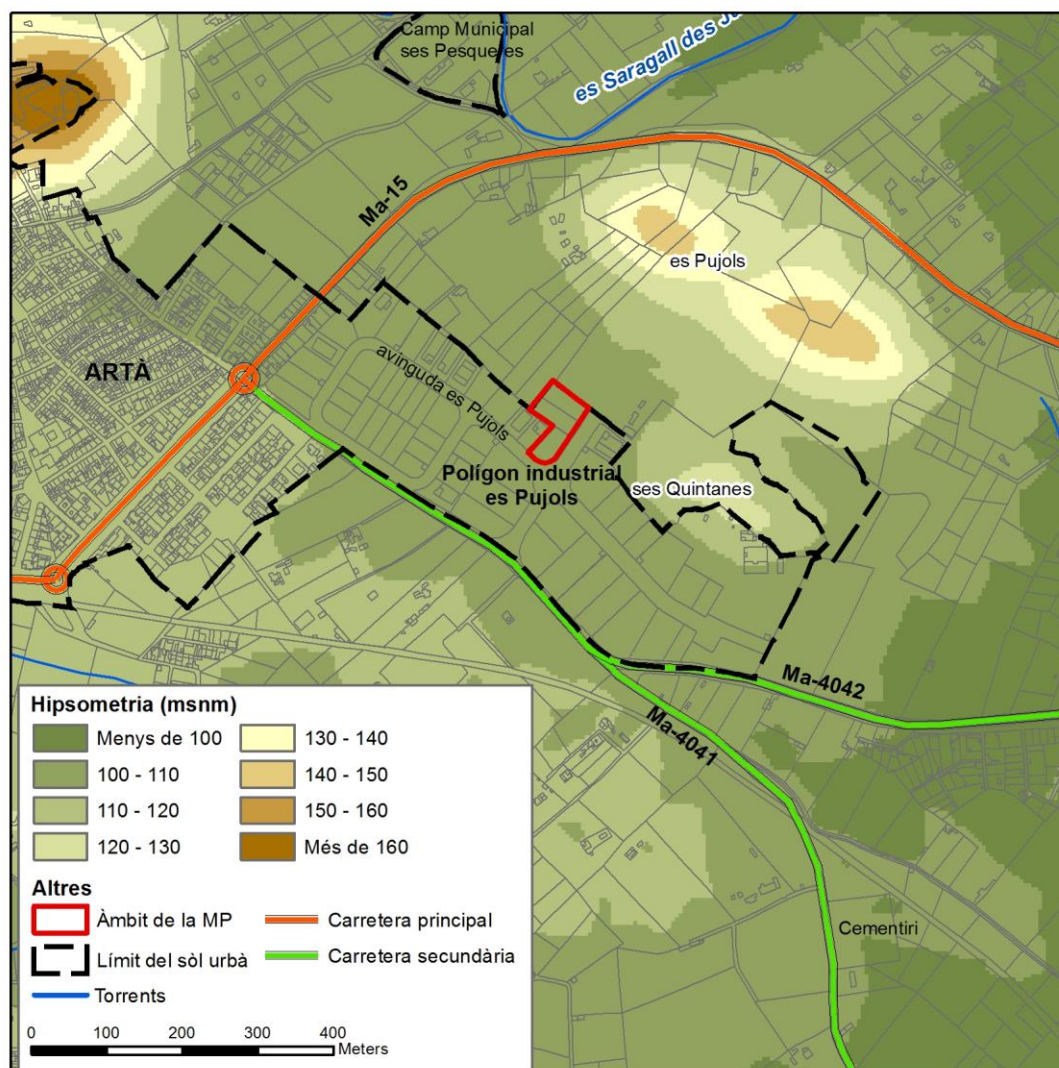 Camp Municipal
ses Pesqueres
es Saragall des
Ma-15
es Pujols
ARTÀ
avinguda es Pujols
Polígon industrial
es Pujols
ses Quintanes
Ma-4042
Ma-4041
Cementiri
Hipsometria (msnm)
Menys de 100
130 - 140
100 - 110
140 - 150
110 - 120
150 - 160
120 - 130
Més de 160
Altres
Àmbit de la MP
Carretera principal
Límit del sòl urbà
Carretera secundària
Torrents
0 100 200 300 400
Meters